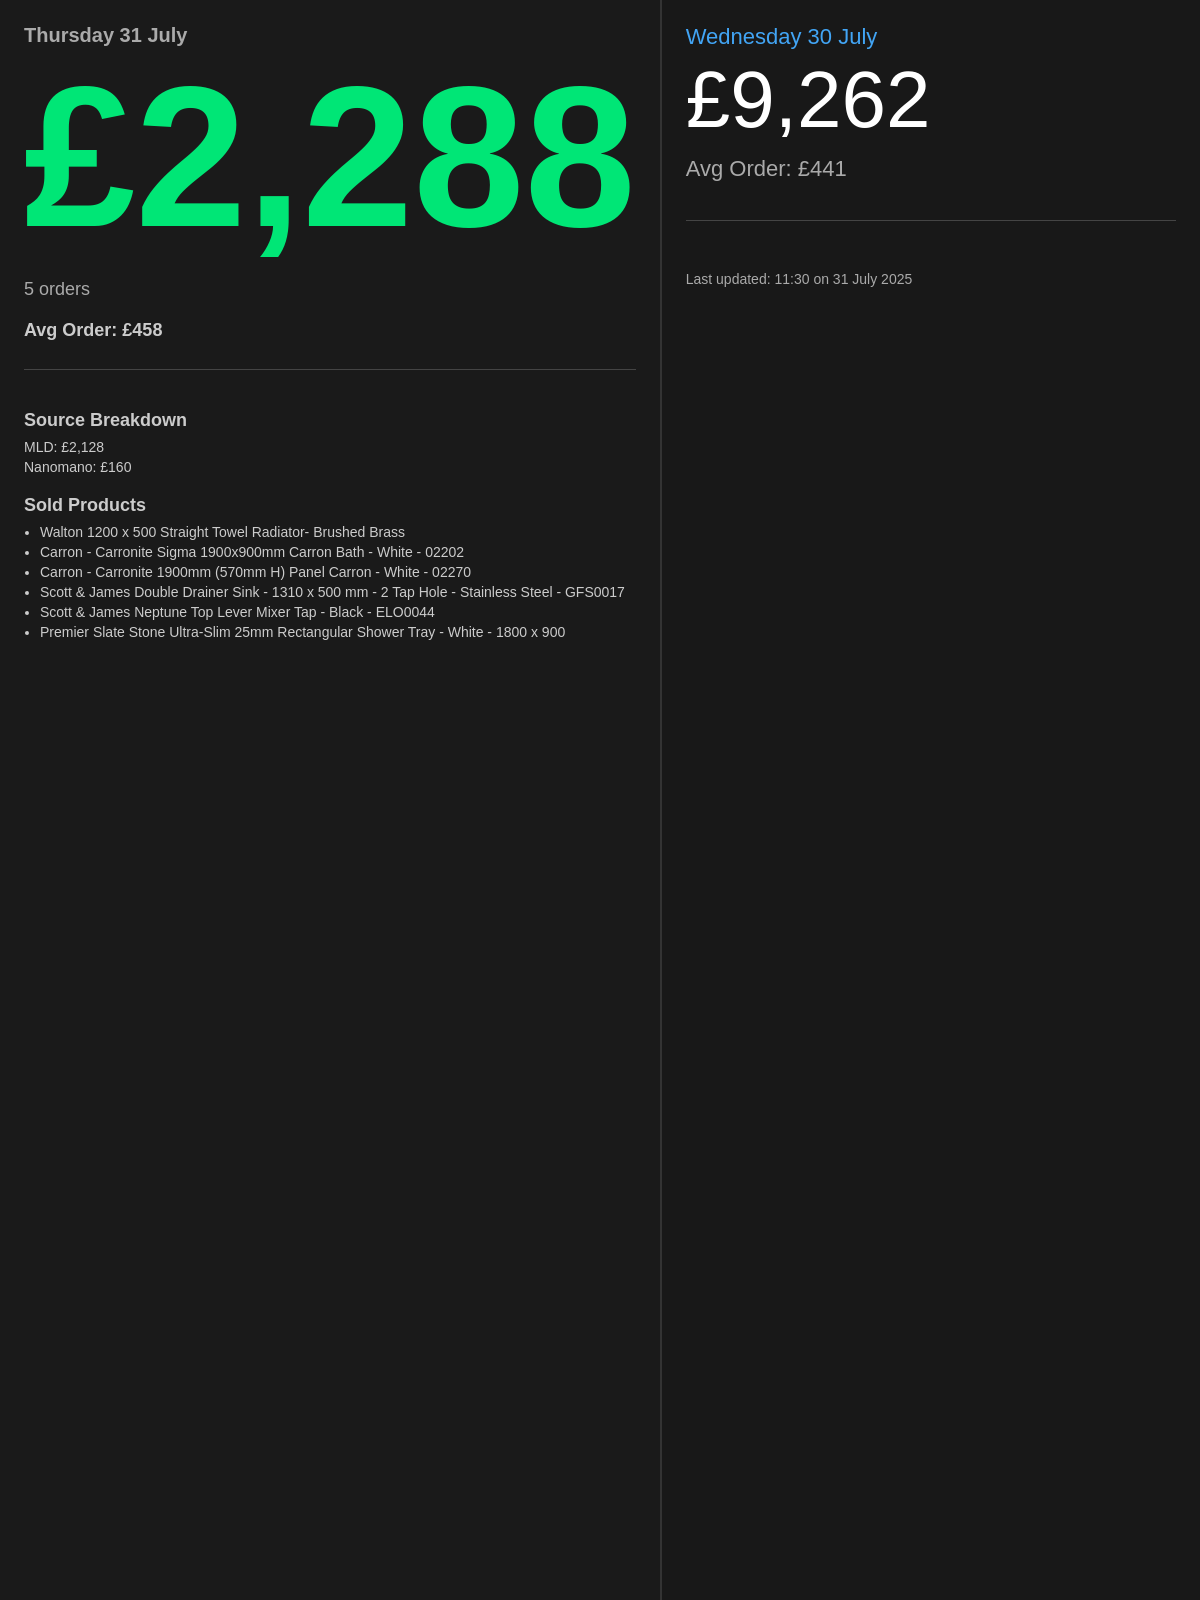 Thursday 31 July
£2,288
5 orders
Avg Order: £458
Source Breakdown
MLD: £2,128
Nanomano: £160
Sold Products
• Walton 1200 x 500 Straight Towel Radiator- Brushed Brass
• Carron - Carronite Sigma 1900x900mm Carron Bath - White - 02202
• Carron - Carronite 1900mm (570mm H) Panel Carron - White - 02270
• Scott & James Double Drainer Sink - 1310 x 500 mm - 2 Tap Hole - Stainless Steel - GFS0017
• Scott & James Neptune Top Lever Mixer Tap - Black - ELO0044
• Premier Slate Stone Ultra-Slim 25mm Rectangular Shower Tray - White - 1800 x 900
Wednesday 30 July
£9,262
Avg Order: £441
Last updated: 11:30 on 31 July 2025